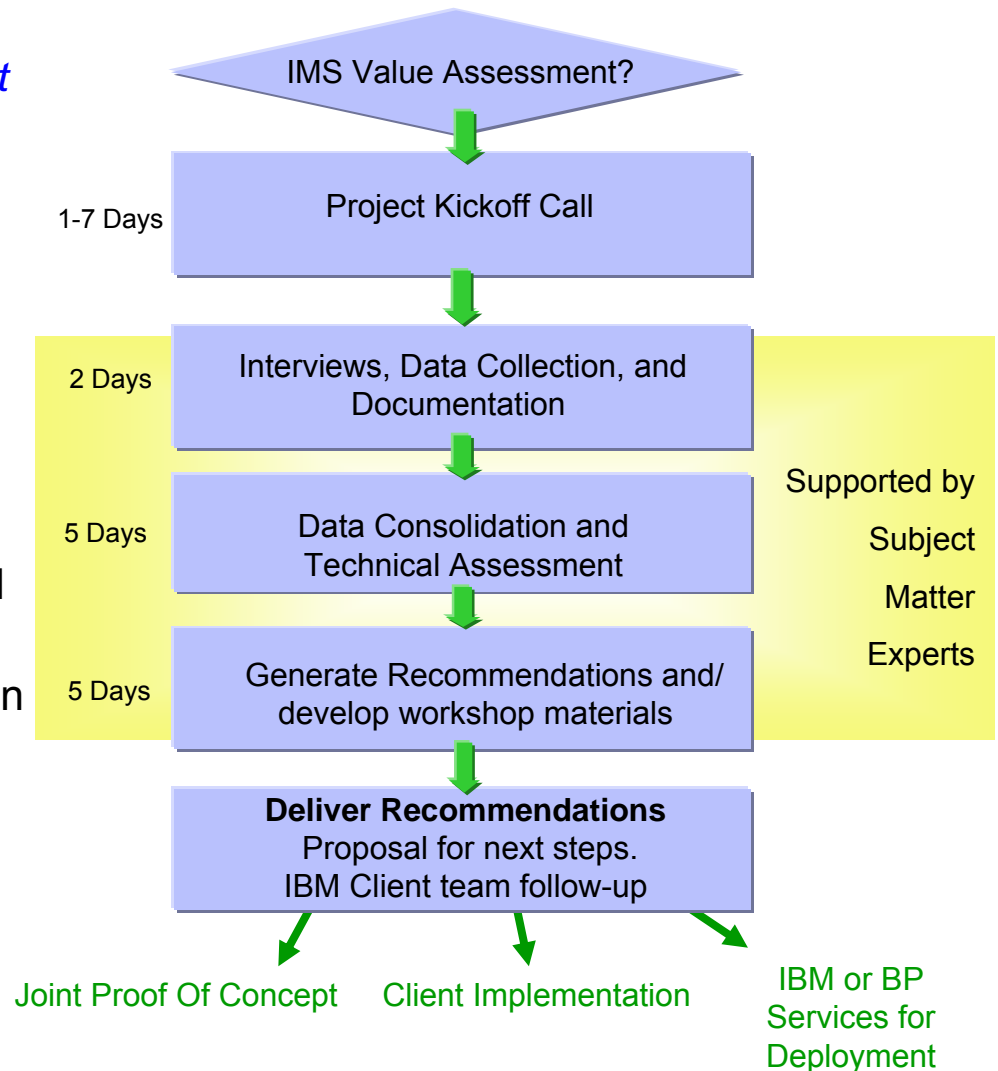 t
IMS Value Assessment?
1-7 Days
Project Kickoff Call
2 Days
Interviews, Data Collection, and
Documentation
5 Days
Data Consolidation and
Technical Assessment
Supported by
Subject
Matter
Experts
n
5 Days
Generate Recommendations and/
develop workshop materials
Deliver Recommendations
Proposal for next steps.
IBM Client team follow-up
Joint Proof Of Concept
Client Implementation
IBM or BP
Services for
Deployment